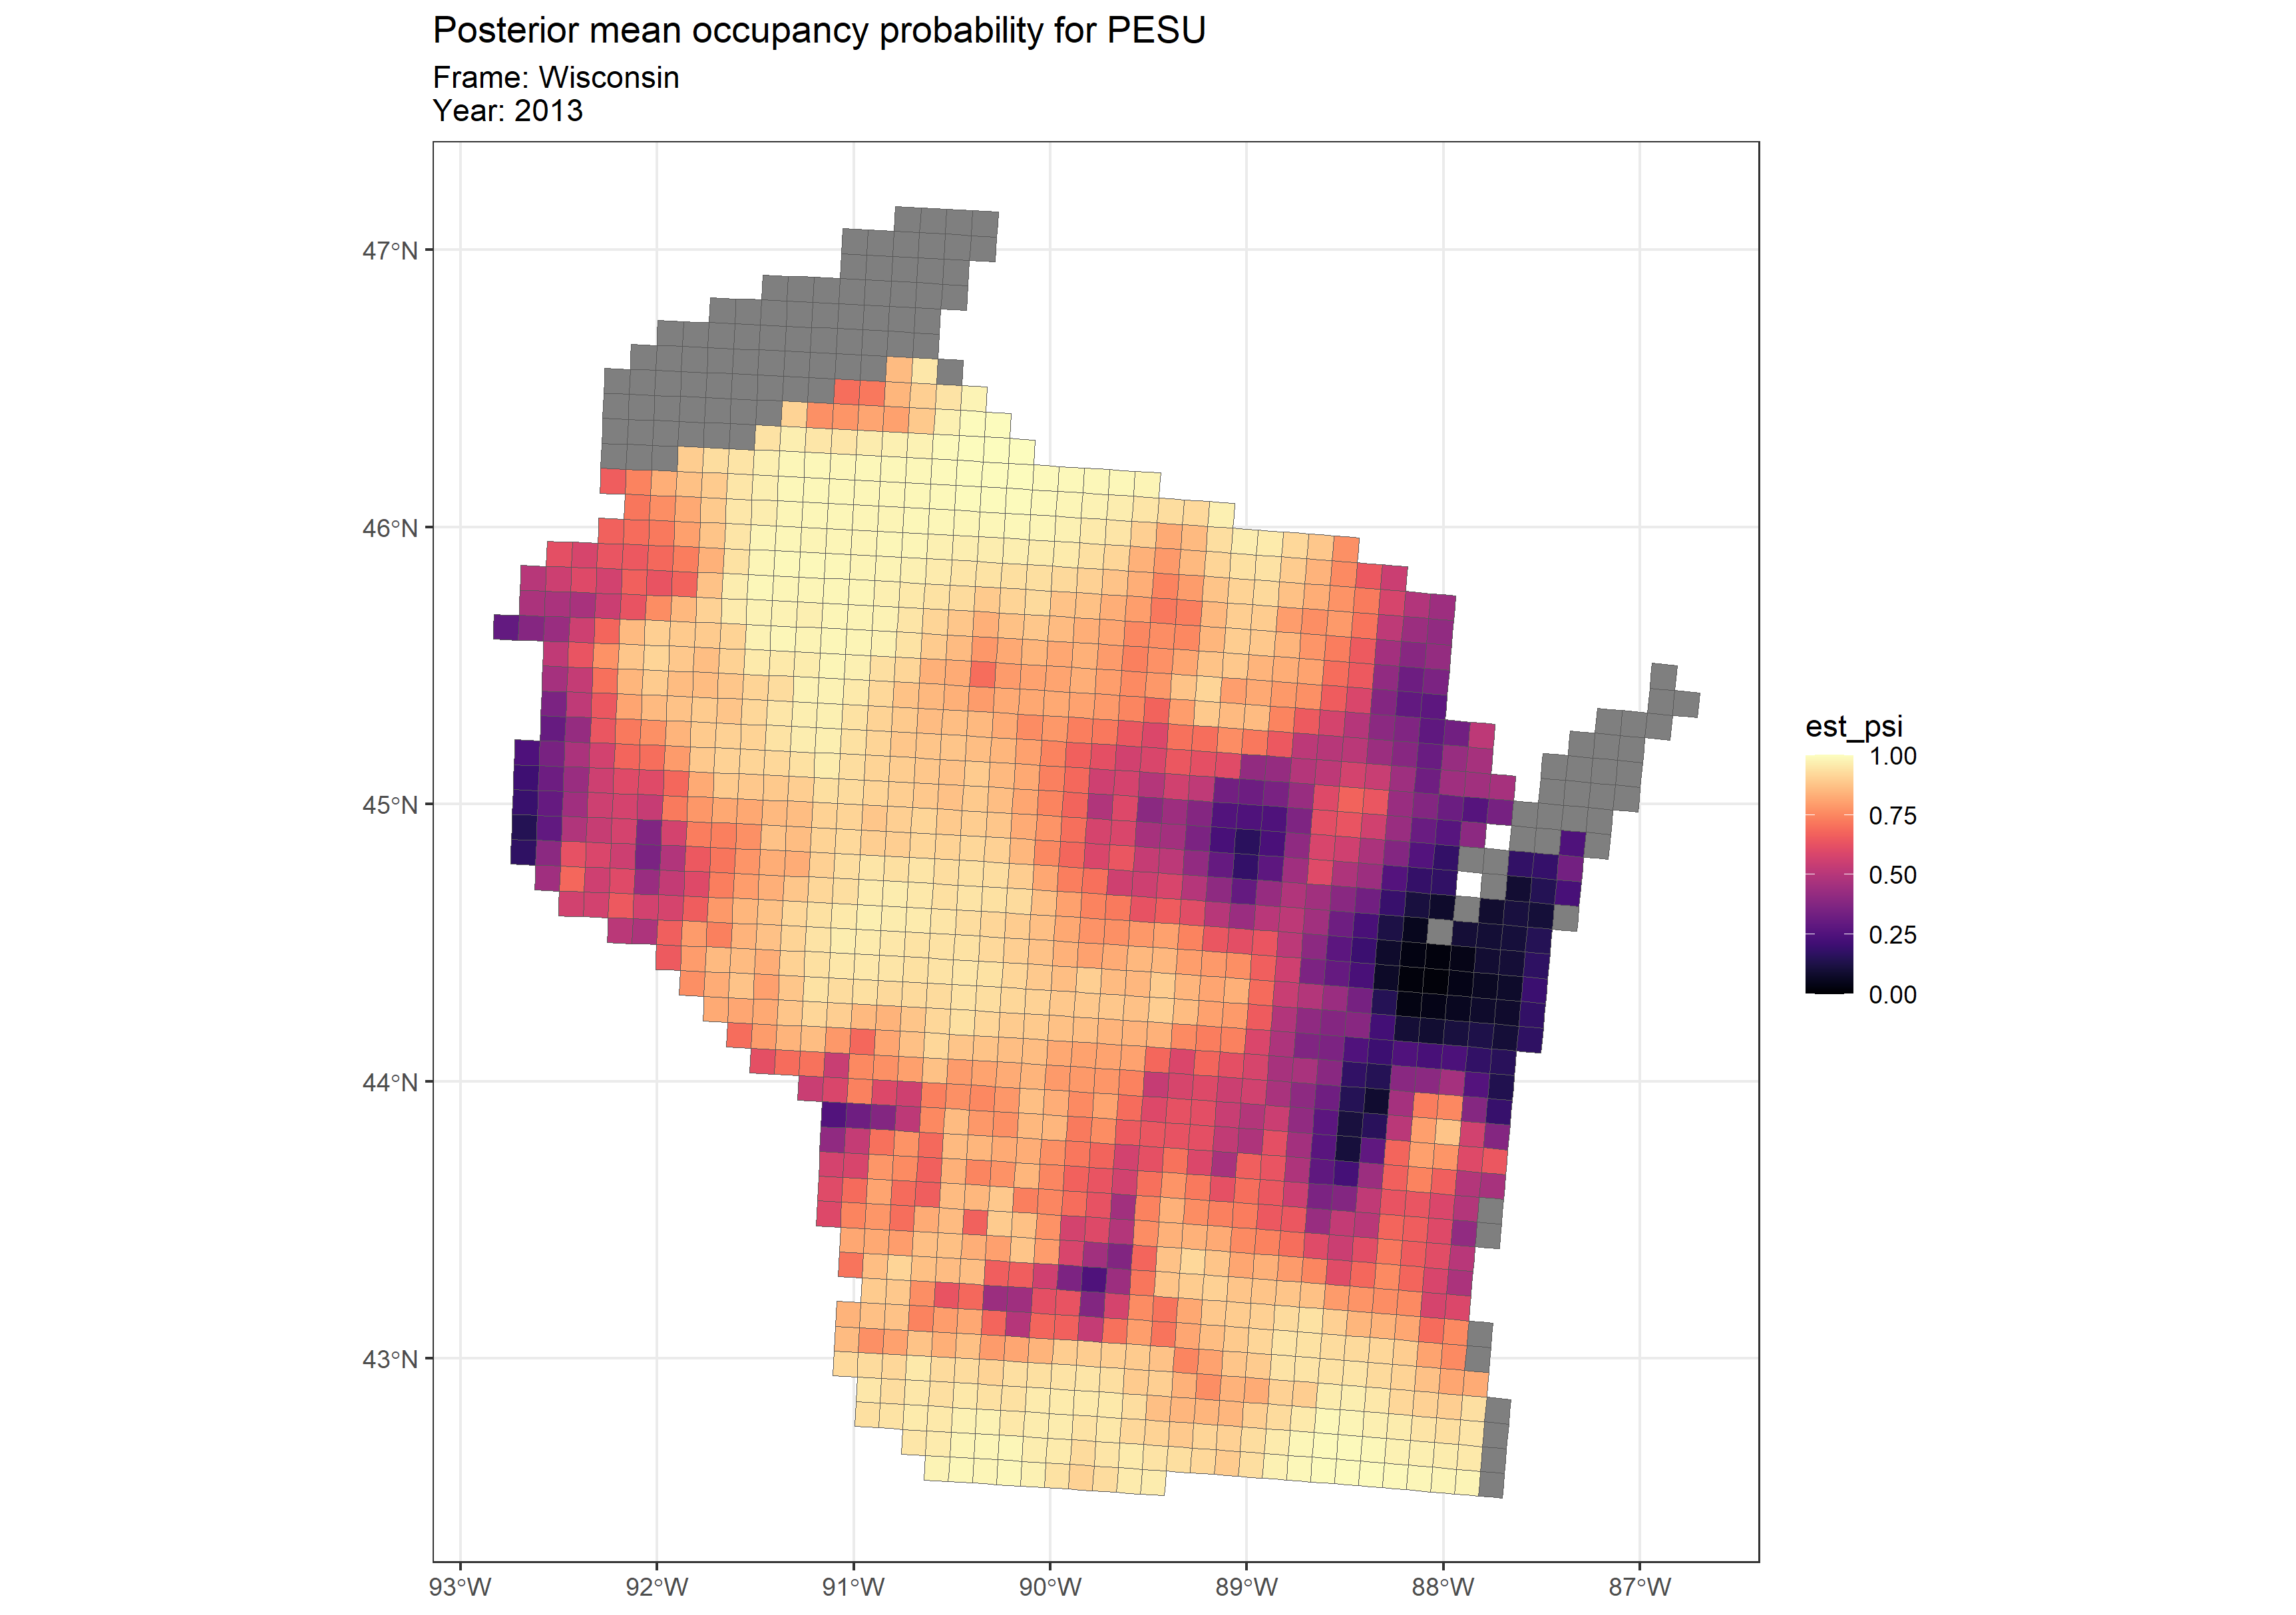 Posterior mean occupancy probability for PESU
Frame: Wisconsin
Year: 2013
47°N
46°N
45°N
44°N
43°N
93°W 92°W 91°W 90°W 89°W 88°W 87°W
est_psi
1.00
0.75
0.50
0.25
0.00